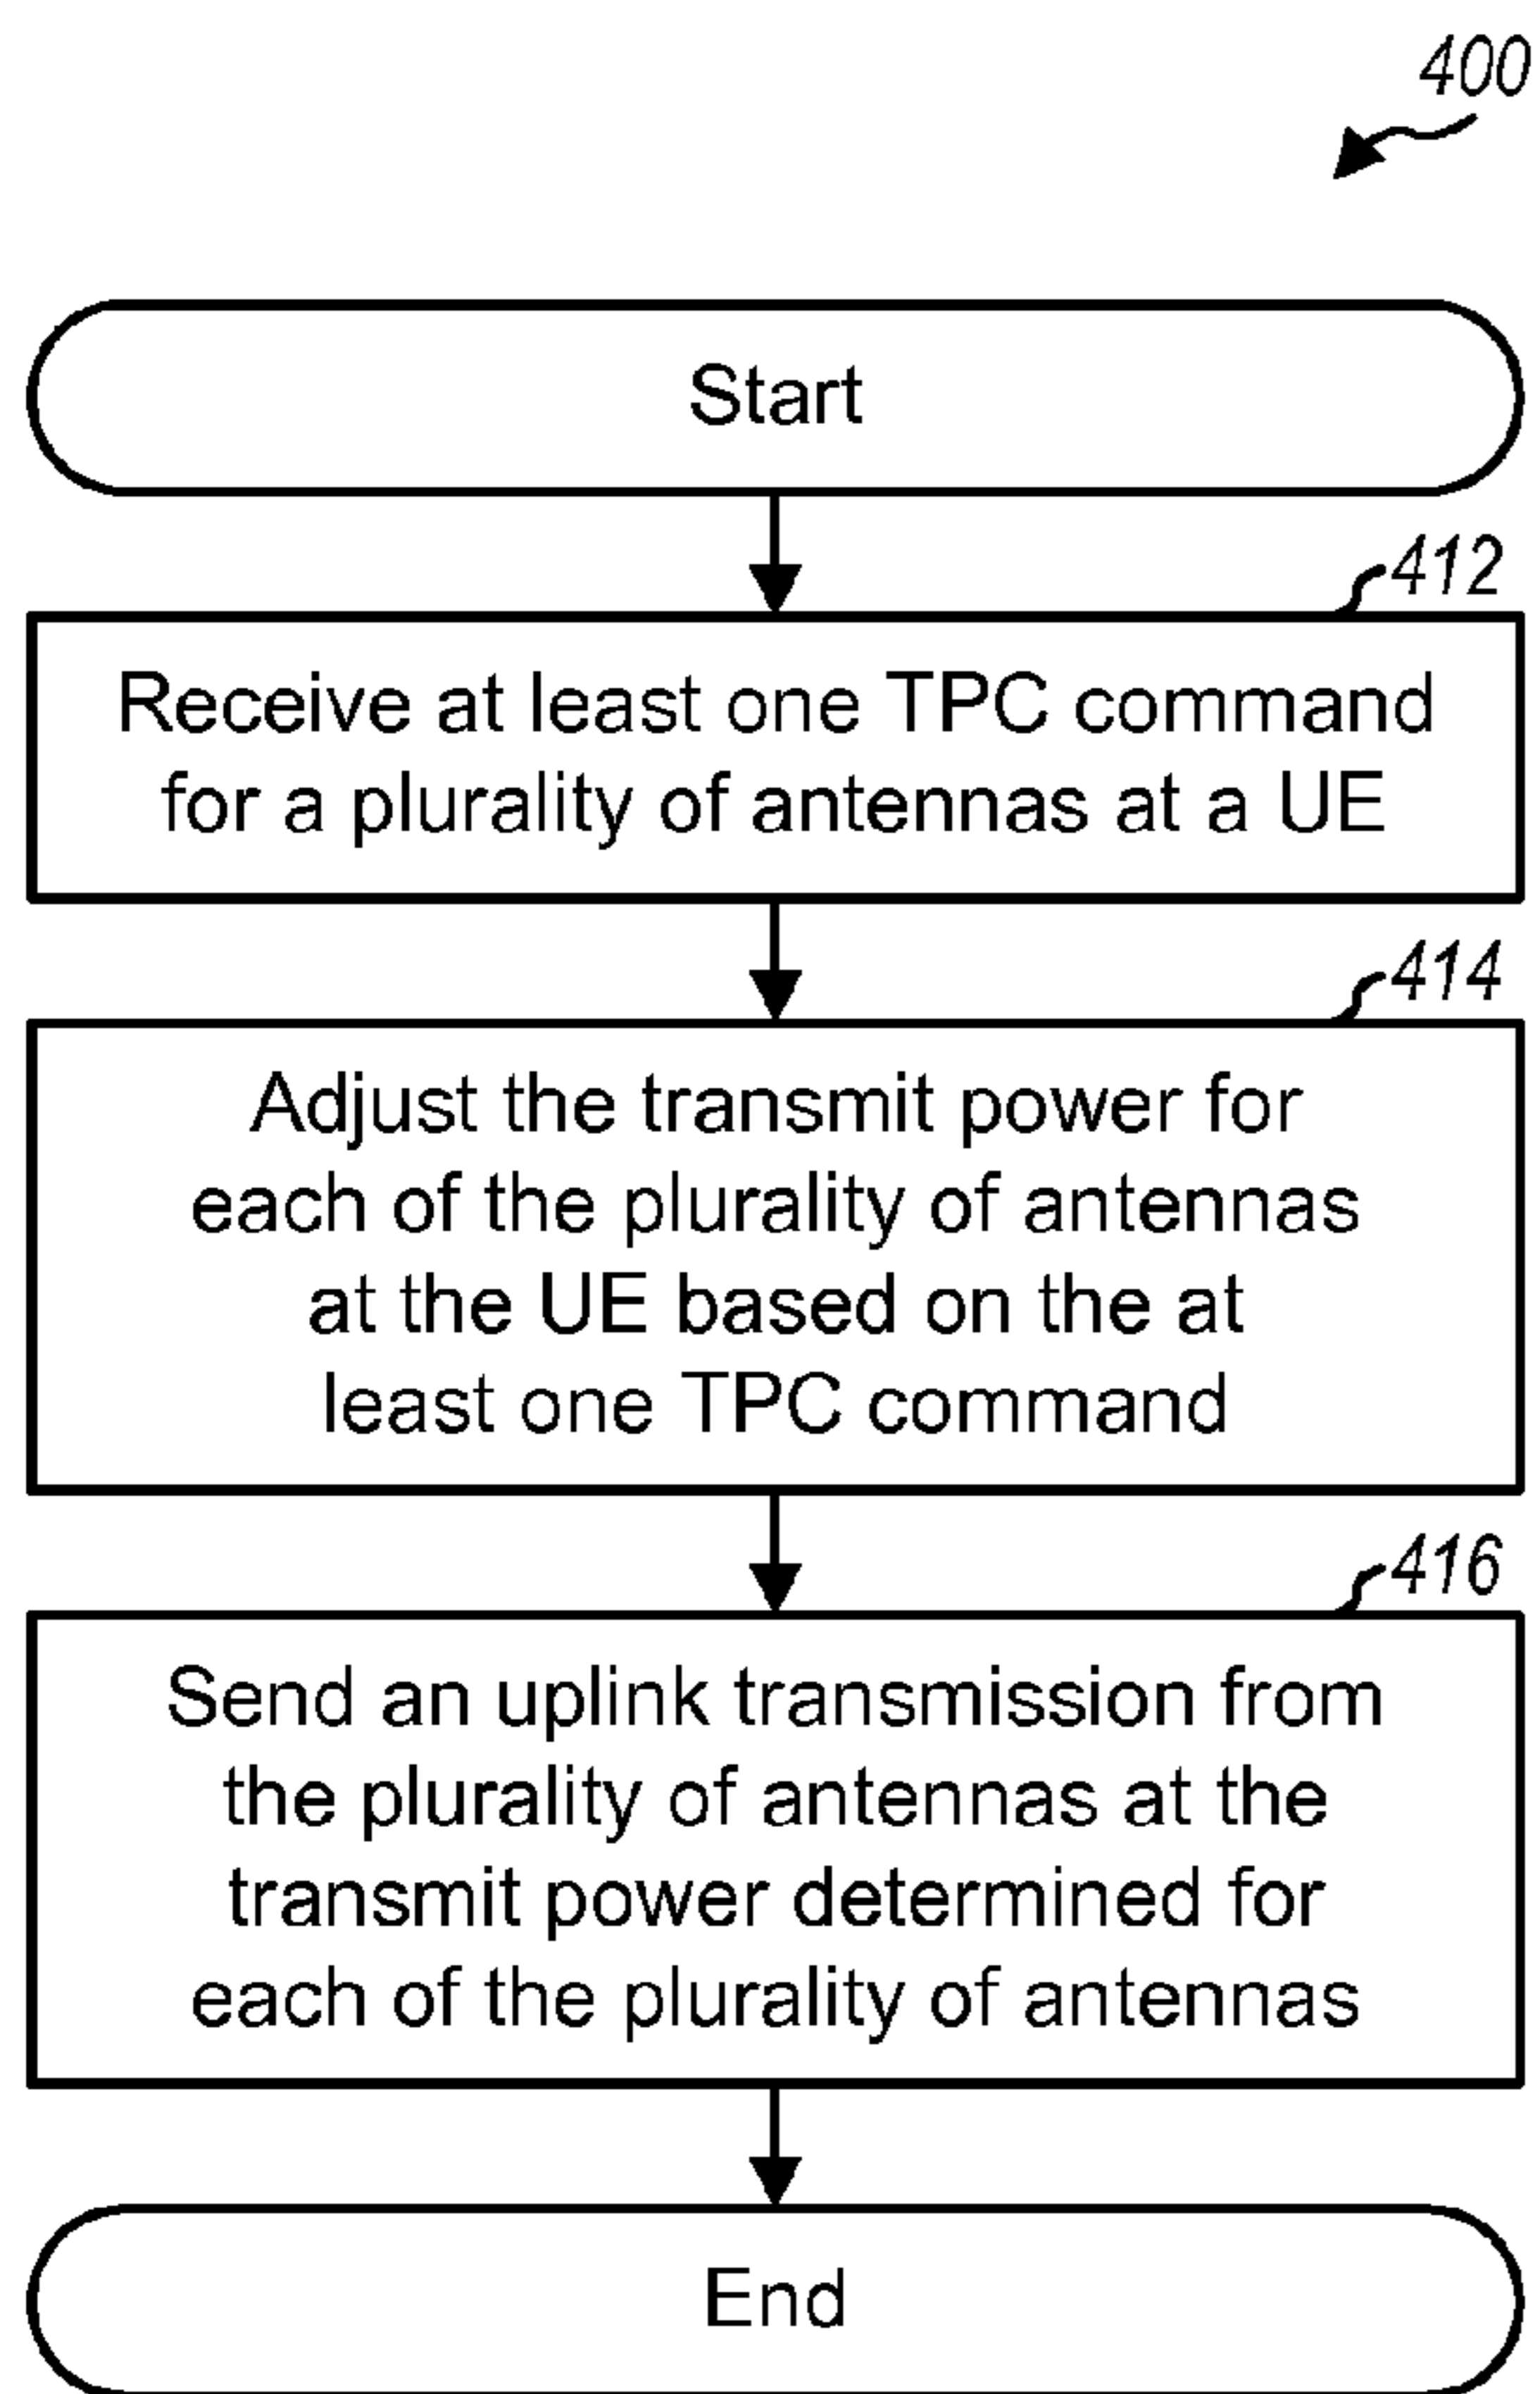 400
Start
412
Receive at least one TPC command
for a plurality of antennas at a UE
414
Adjust the transmit power for
each of the plurality of antennas
at the UE based on the at
least one TPC command
416
Send an uplink transmission from
the plurality of antennas at the
transmit power determined for
each of the plurality of antennas
End